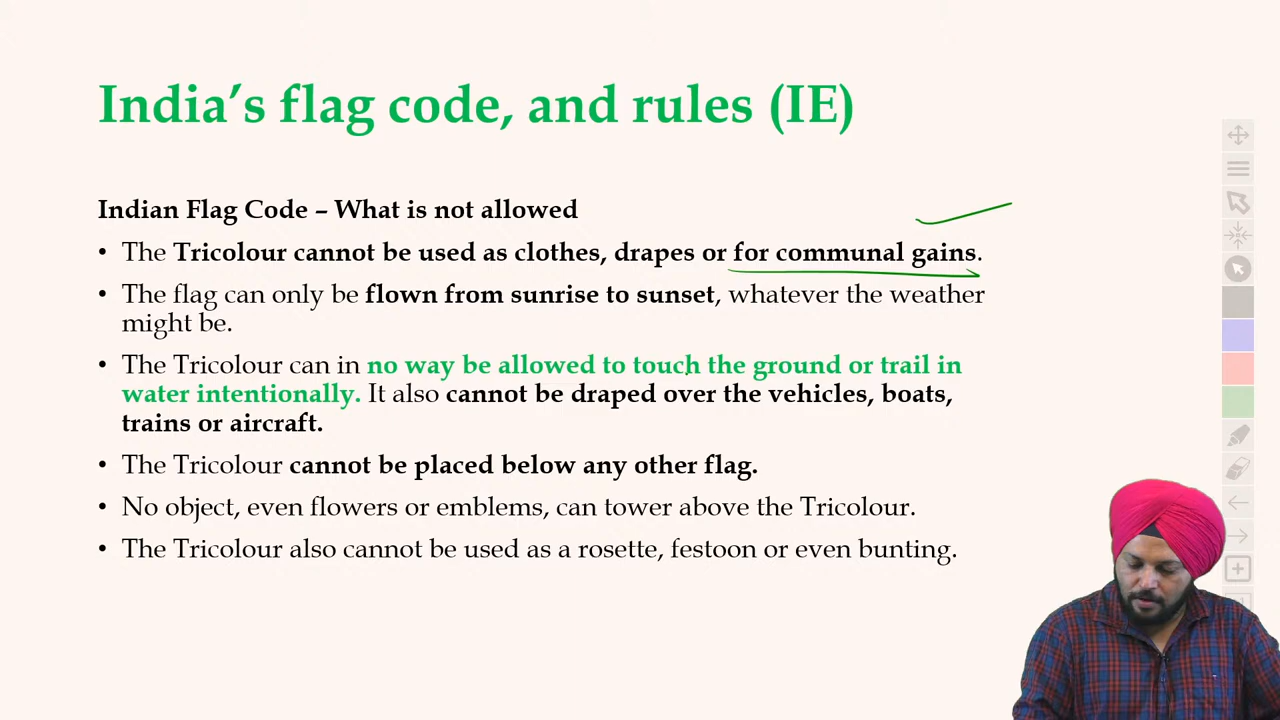 India’s flag code, and rules (IE)
Indian Flag Code – What is not allowed
• The Tricolour cannot be used as clothes, drapes or for communal gains.
• The flag can only be flown from sunrise to sunset, whatever the weather
might be.
• The Tricolour can in no way be allowed to touch the ground or trail in
water intentionally. It also cannot be draped over the vehicles, boats,
trains or aircraft.
• The Tricolour cannot be placed below any other flag.
• No object, even flowers or emblems, can tower above the Tricolour.
• The Tricolour also cannot be used as a rosette, festoon or even bunting.